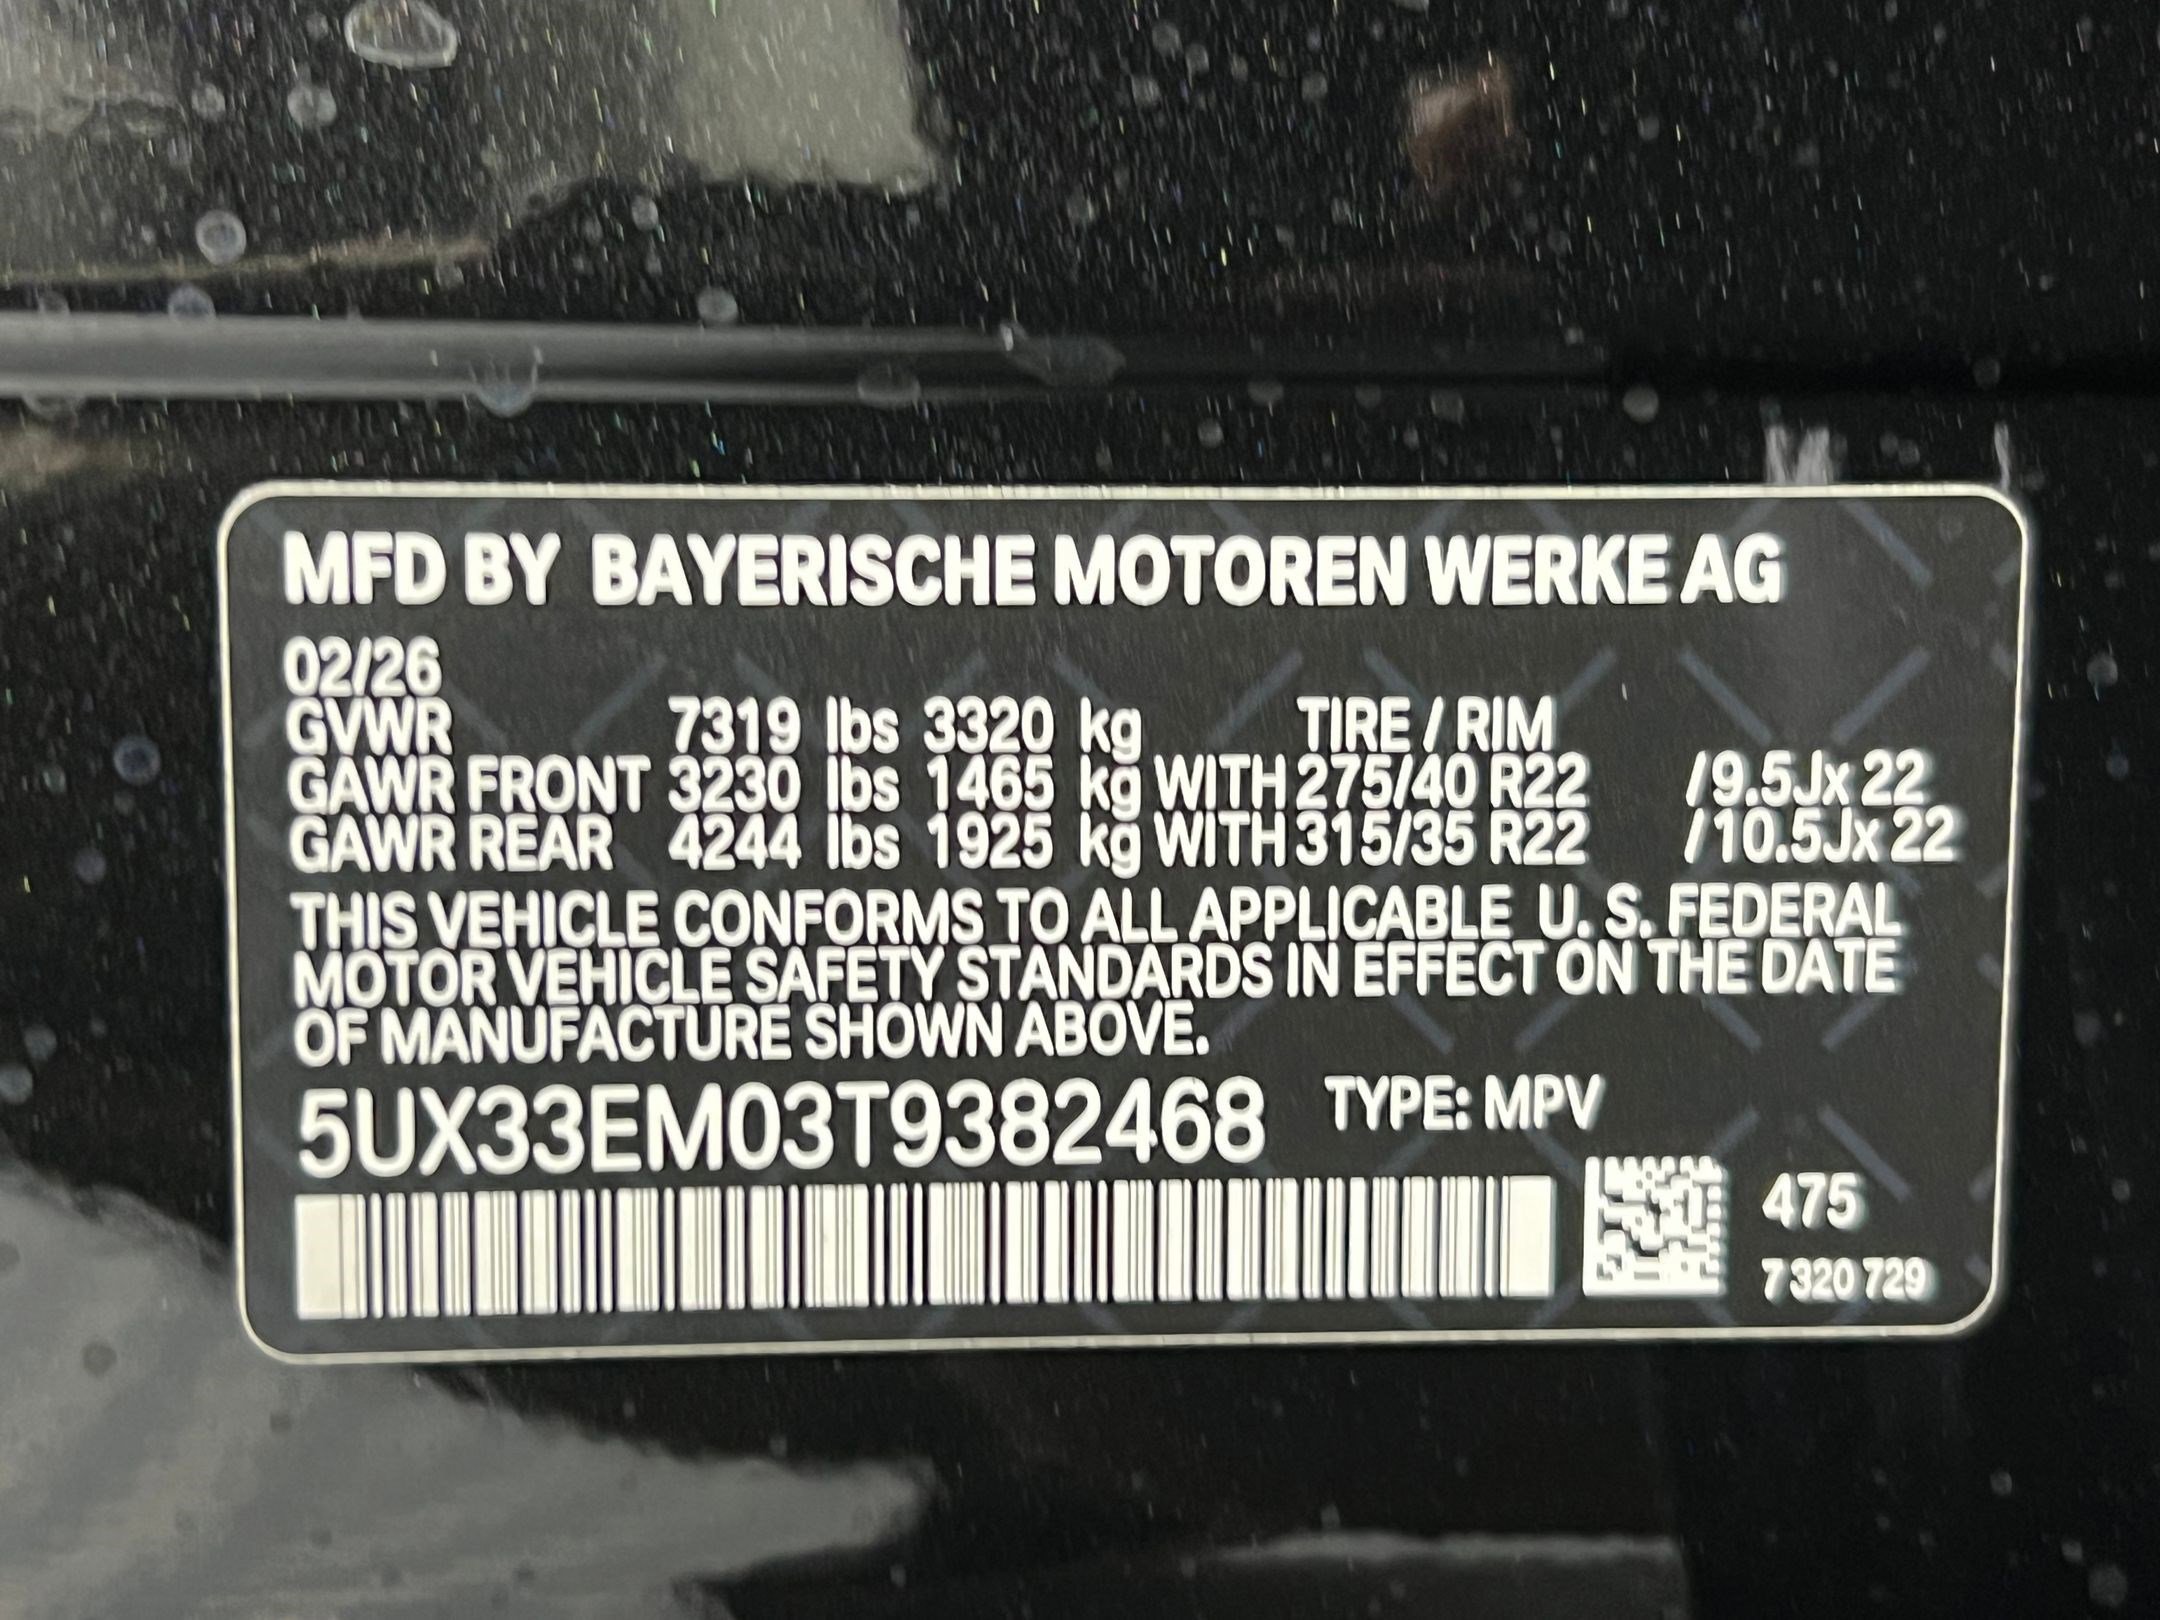 MFD BY BAYERISCHE MOTOREN WERKE AG
02/26
GVWR 7319 lbs 3320 kg TIRE / RIM
GAWR FRONT 3230 lbs 1465 kg WITH 275/40 R22 /9.5Jx 22
GAWR REAR 4244 lbs 1925 kg WITH 315/35 R22 /10.5Jx 22
THIS VEHICLE CONFORMS TO ALL APPLICABLE U. S. FEDERAL
MOTOR VEHICLE SAFETY STANDARDS IN EFFECT ON THE DATE
OF MANUFACTURE SHOWN ABOVE.
5UX33EM03T9382468 TYPE: MPV
475
7 320 729